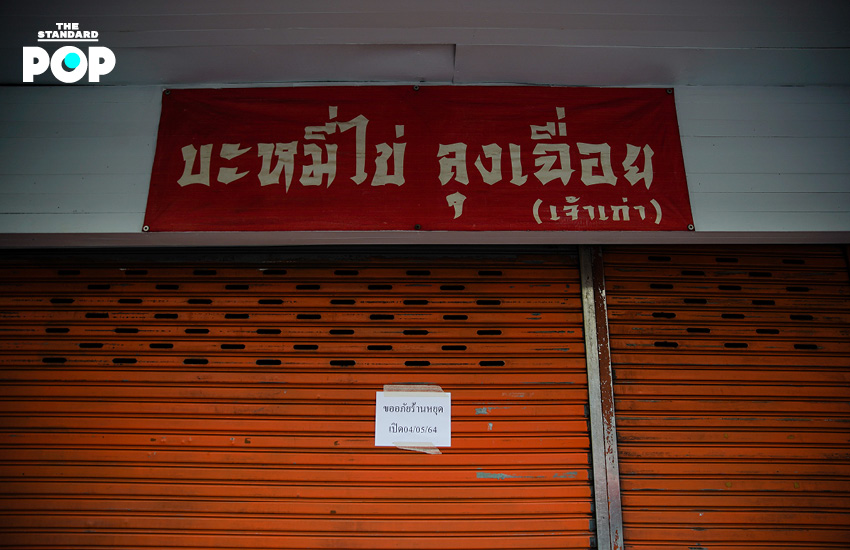 THE
STANDARD
POP
บะหมี่ไข่ ลุงเฉื่อย
(เจ้าเก่า)
ขออภัยร้านหยุด
เปิด04/05/64